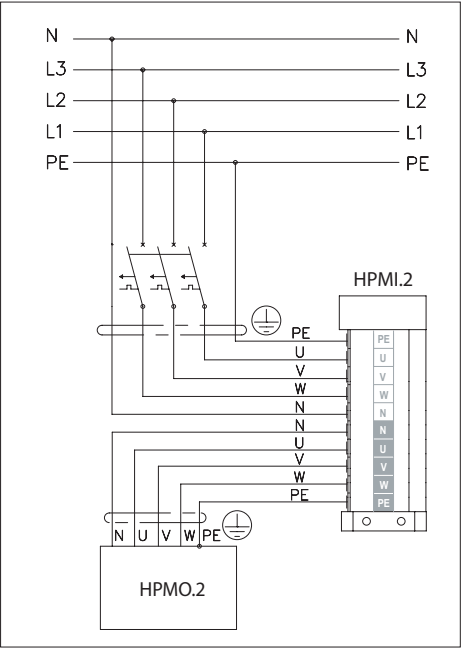 N N
L3 L3
L2 L2
L1 L1
PE PE
HPMI.2
PE PE
U U
V V
W W
N N
N N
U U
V V
W W
PE PE
N U V W PE
HPMO.2